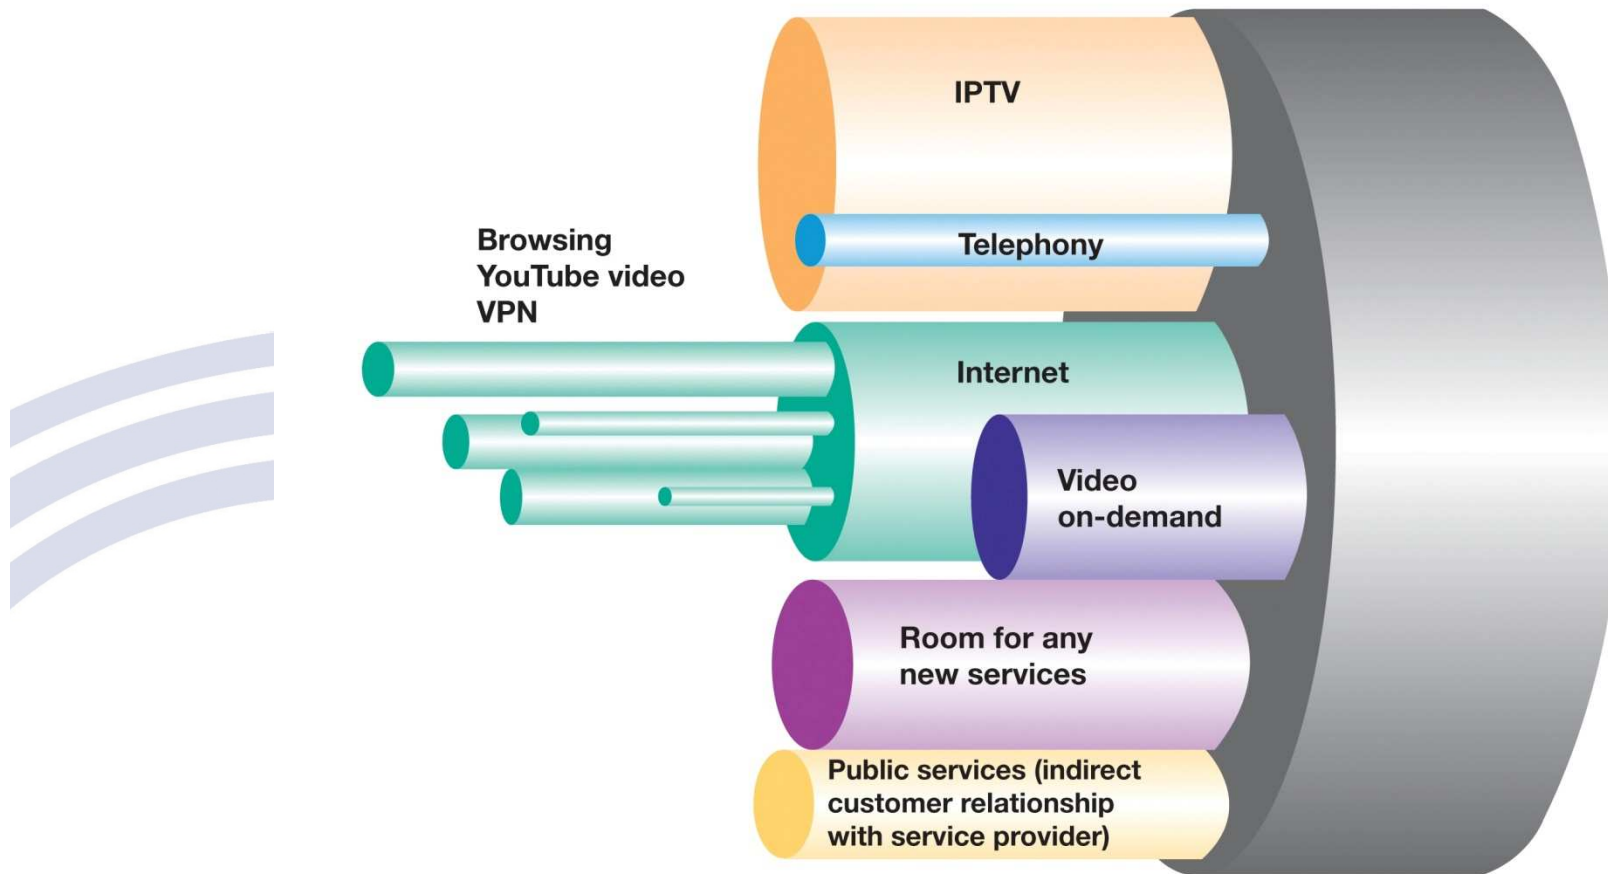 IPTV
Telephony
Browsing
YouTube video
VPN
Internet
Video
on-demand
Room for any
new services
Public services (indirect
customer relationship
with service provider)